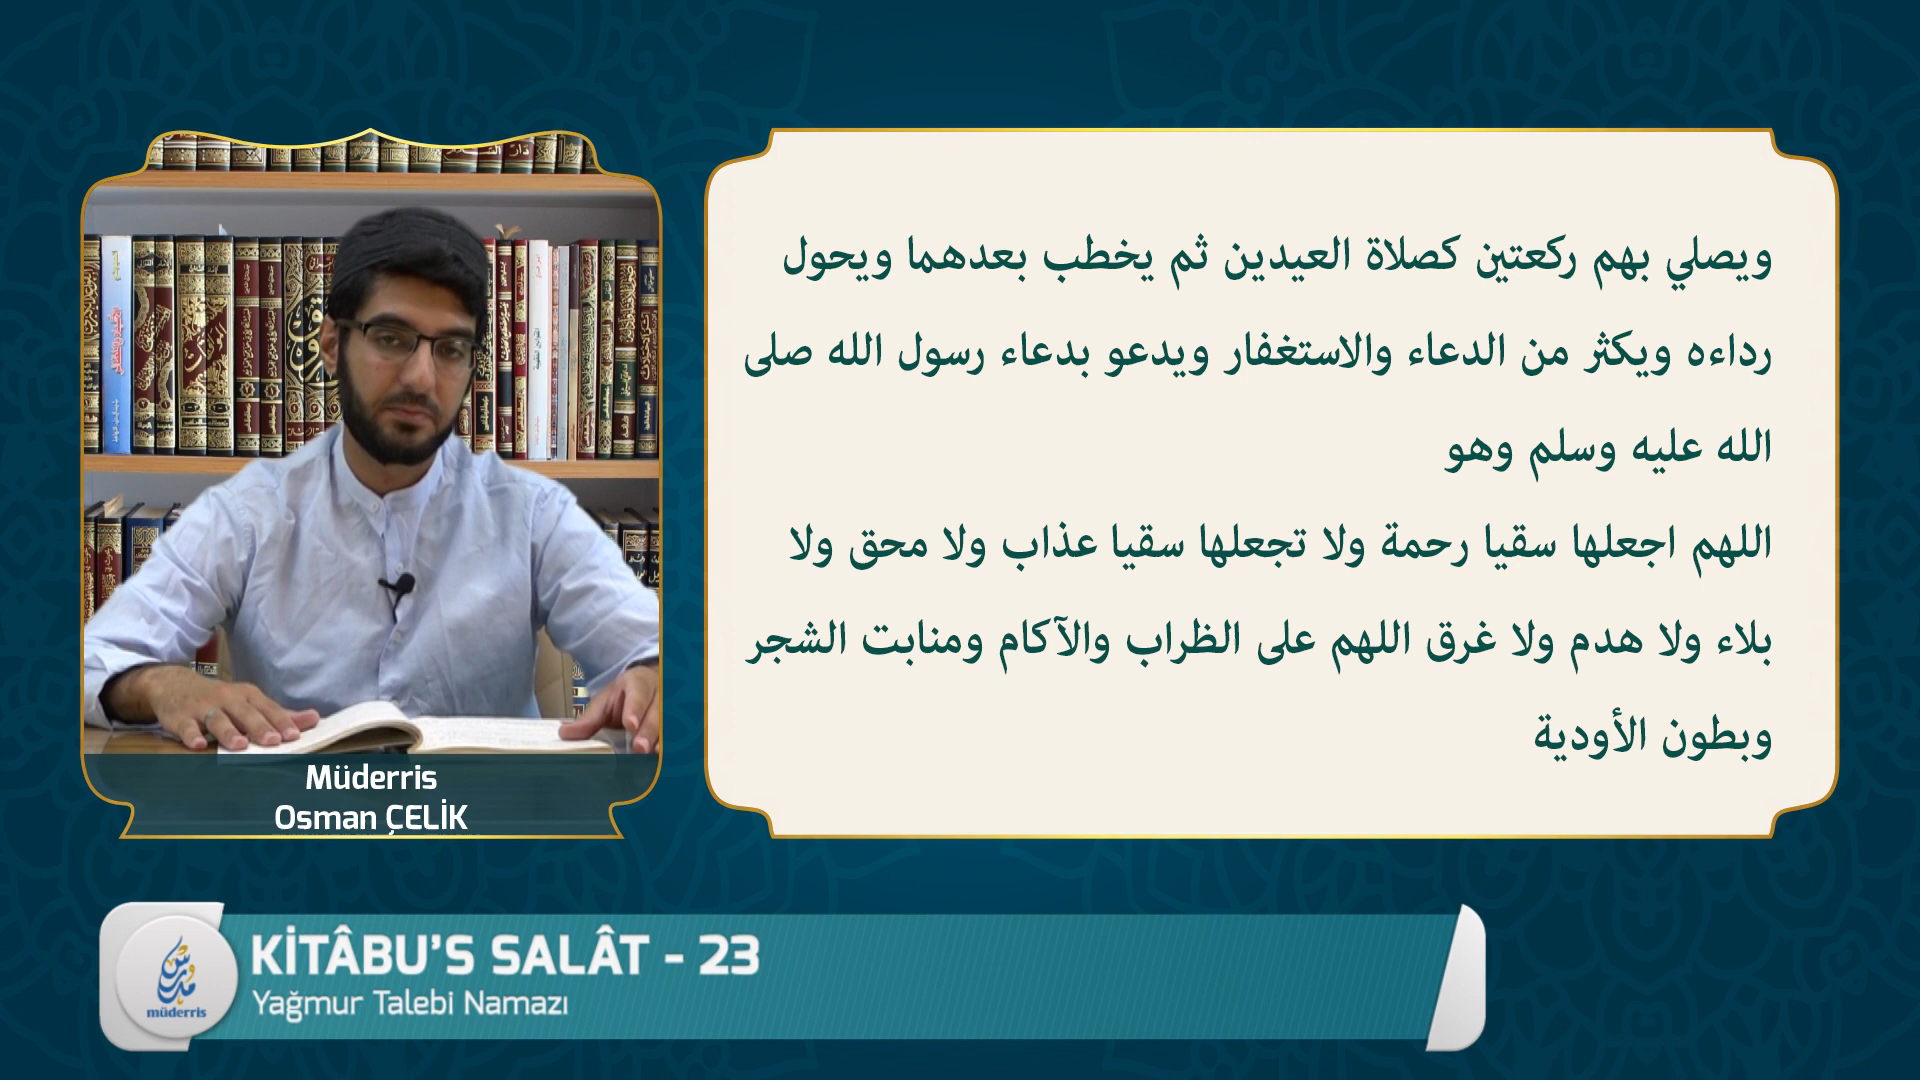 ويصلي بهم ركعتين كصلاة العيدين ثم يخطب بعدهما ويحول
رداءه ويكثر من الدعاء والاستغفار ويدعو بدعاء رسول الله صلى
الله عليه وسلم وهو
اللهم اجعلها سقيا رحمة ولا تجعلها سقيا عذاب ولا محق ولا
بلاء ولا هدم ولا غرق اللهم على الظراب والآكام ومنابت الشجر
وبطون الأودية
Müderris
Osman ÇELİK
KİTÂBU’S SALÂT - 23
Yağmur Talebi Namazı
müderris